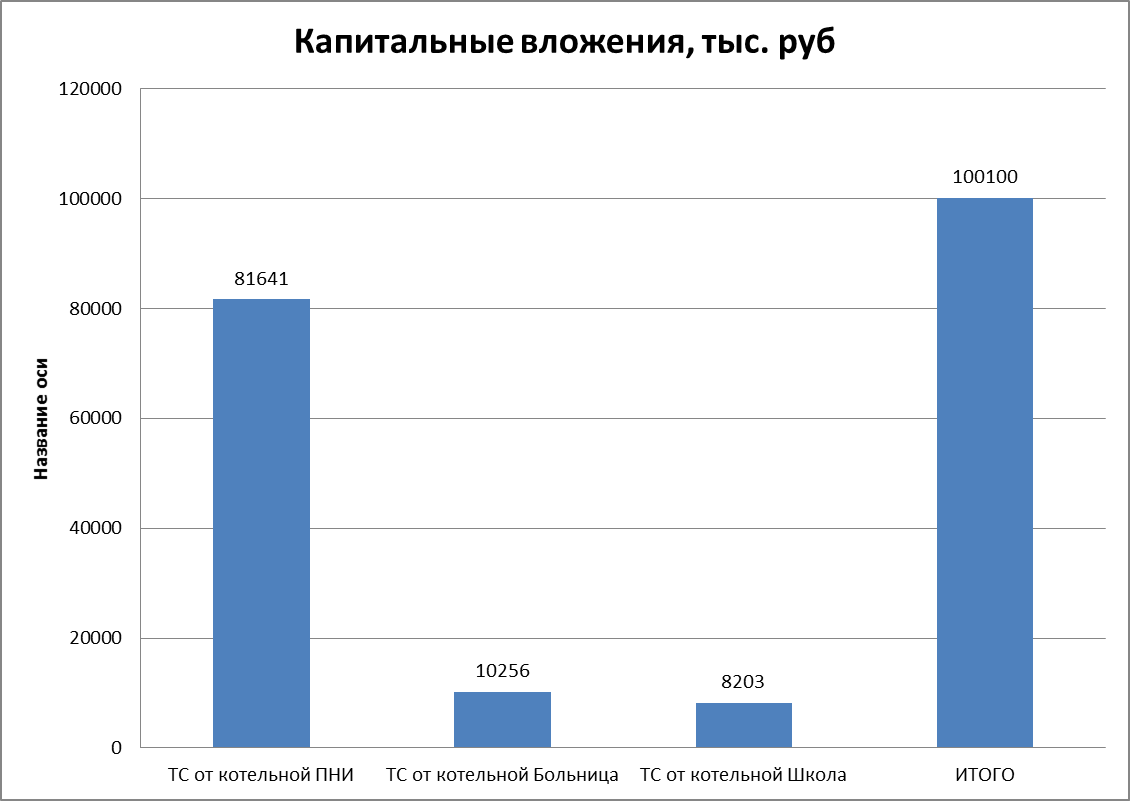 Капитальные вложения, тыс. руб
120000
100000
80000
60000
40000
20000
0
Название оси
81641
10256
8203
100100
ТС от котельной ПНИ
ТС от котельной Больница
ТС от котельной Школа
ИТОГО